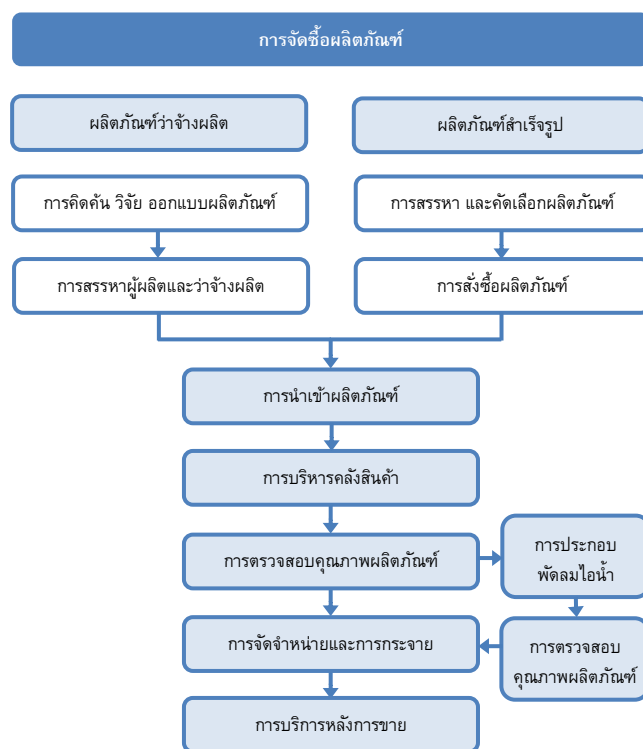 การจัดซื้อผลิตภัณฑ์
ผลิตภัณฑ์ว่าจ้างผลิต
ผลิตภัณฑ์สำเร็จรูป
การคิดค้น วิจัย ออกแบบผลิตภัณฑ์
การสรรหา และคัดเลือกผลิตภัณฑ์
การสรรหาผู้ผลิตและว่าจ้างผลิต
การสั่งซื้อผลิตภัณฑ์
การนำเข้าผลิตภัณฑ์
การบริหารคลังสินค้า
การตรวจสอบคุณภาพผลิตภัณฑ์
การประกอบ
พัดลมไอน้ำ
การจัดจำหน่ายและการกระจาย
การตรวจสอบ
คุณภาพผลิตภัณฑ์
การบริการหลังการขาย